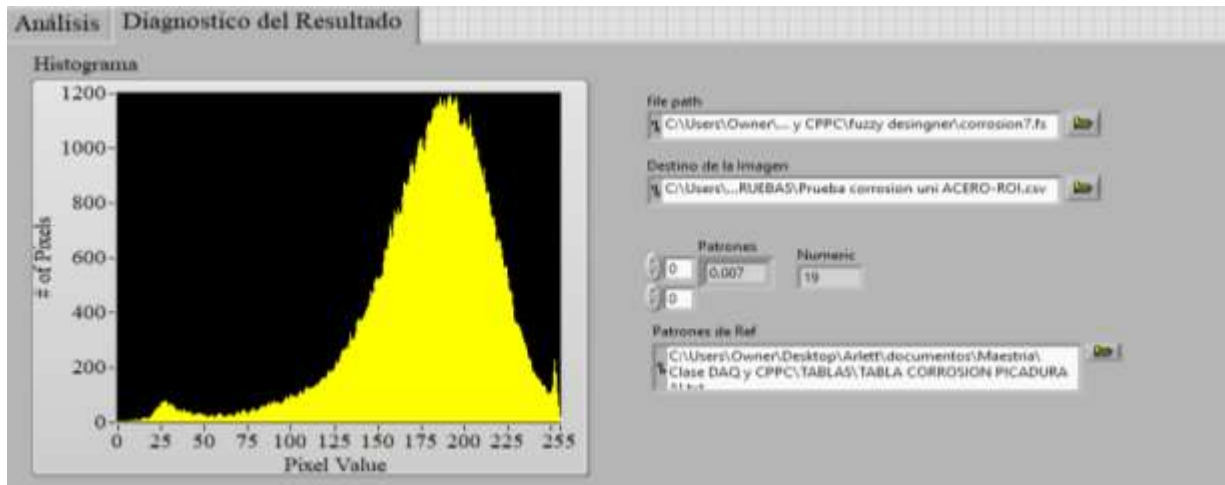 Análisis
Diagnostico del Resultado
Histograma
1200
1000
800
600
400
200
0
# of Pixels
0 25 50 75 100 125 150 175 200 225 255
Pixel Value
file path
C:\Users\Owner\... y CPPC\fuzzy desingner\corrosion7.fs
Destino de la Imagen
C:\Users\...RUEBAS\Prueba corrosion uni ACERO-ROI.csv
Patrones
Numeric
0
0,007
19
0
Patrones de Ref
C:\Users\Owner\Desktop\Arlett\documentos\Maestria\
Clase DAQ y CPPC\TABLAS\TABLA CORROSION PICADURA